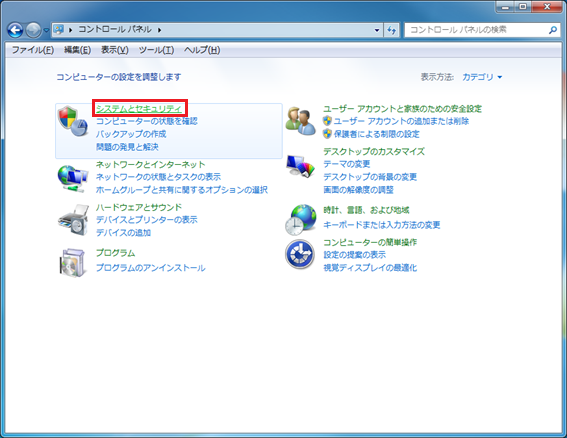 コントロール パネル
コントロール パネルの検索
ファイル(F) 編集(E) 表示(V) ツール(T) ヘルプ(H)
コンピューターの設定を調整します
表示方法: カテゴリ
システムとセキュリティ
コンピューターの状態を確認
バックアップの作成
問題の発見と解決
ネットワークとインターネット
ネットワークの状態とタスクの表示
ホームグループと共有に関するオプションの選択
ハードウェアとサウンド
デバイスとプリンターの表示
デバイスの追加
プログラム
プログラムのアンインストール
ユーザー アカウントと家族のための安全設定
ユーザー アカウントの追加または削除
保護者による制限の設定
デスクトップのカスタマイズ
テーマの変更
デスクトップの背景の変更
画面の解像度の調整
時計、言語、および地域
キーボードまたは入力方法の変更
コンピューターの簡単操作
設定の提案の表示
視覚ディスプレイの最適化